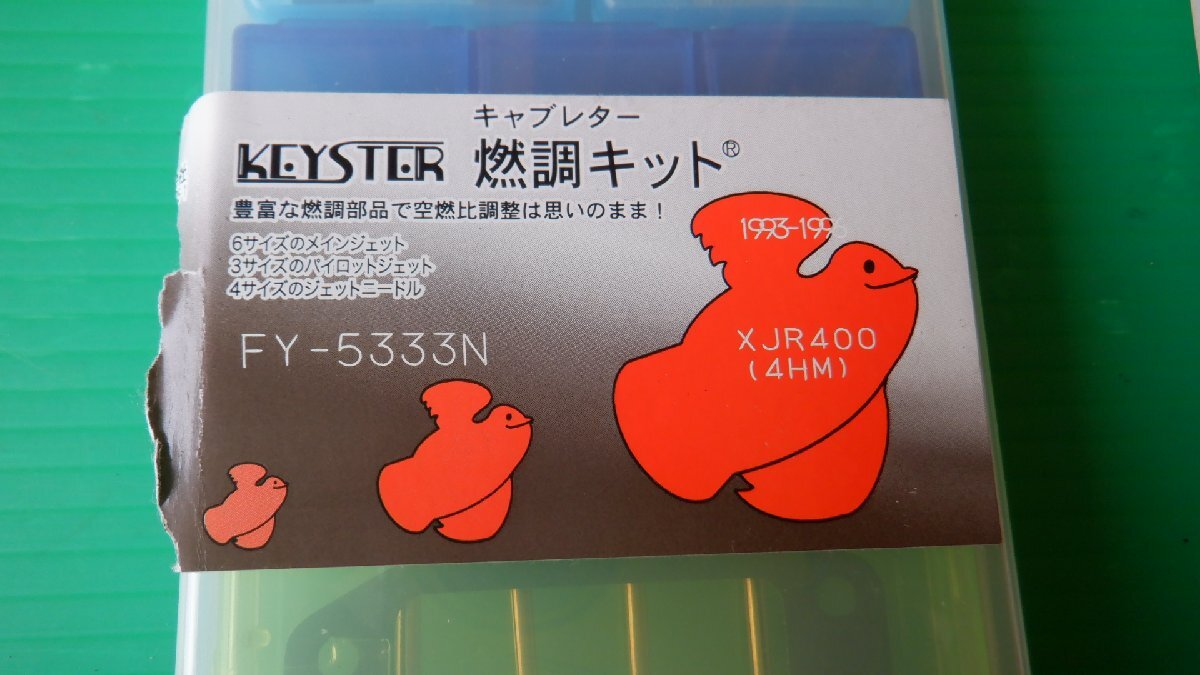 キャブレター
KEYSTER 燃調キット®
豊富な燃調部品で空燃比調整は思いのまま！
6サイズのメインジェット
3サイズのパイロットジェット
4サイズのジェットニードル
FY-5333N
XJR400
(4HM)